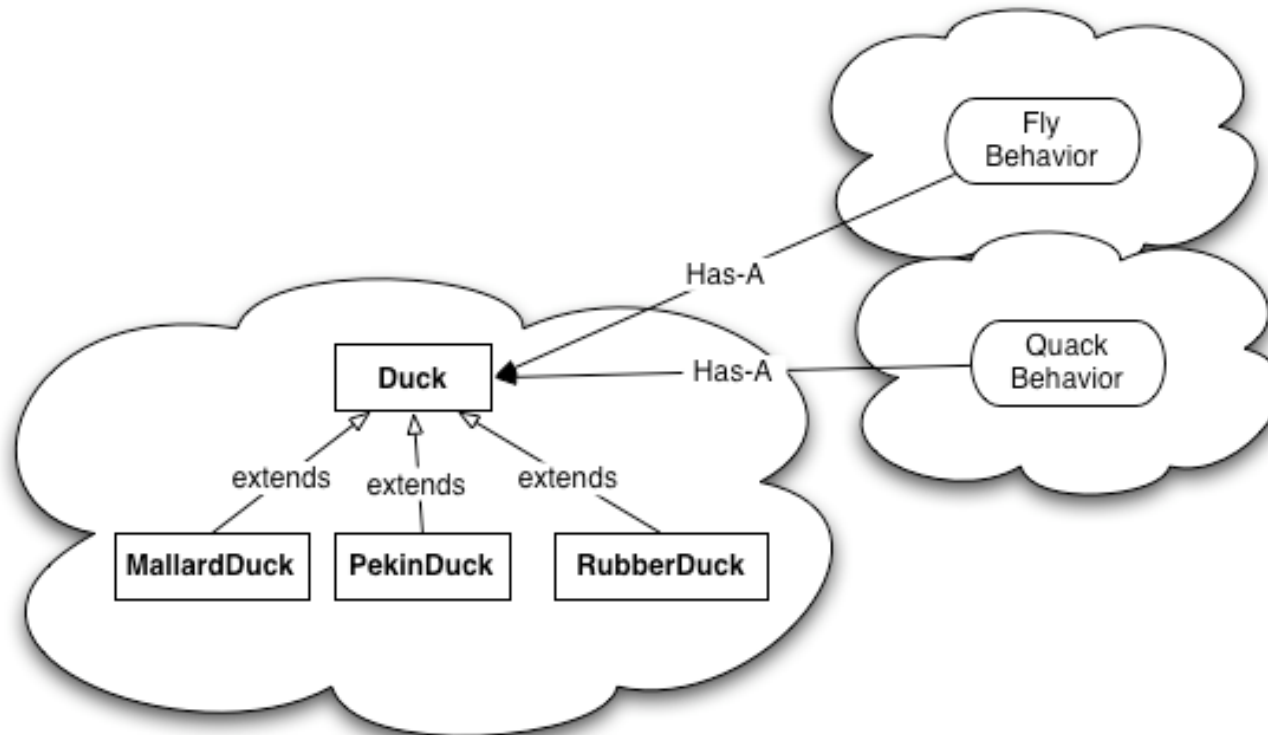 Fly
Behavior
Has-A
Quack
Behavior
Has-A
Duck
extends
extends
extends
MallardDuck
PekinDuck
RubberDuck